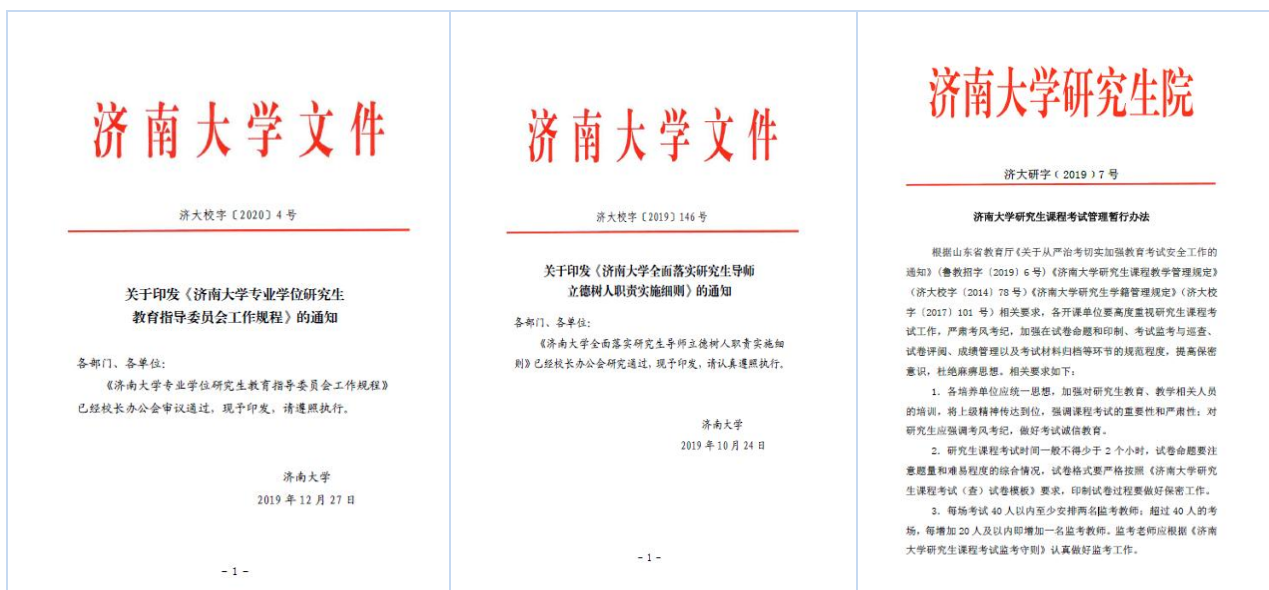 济南大学文件
济大校字〔2020〕4号
关于印发《济南大学专业学位研究生
教育指导委员会工作规程》的通知
各部门、各单位：
《济南大学专业学位研究生教育指导委员会工作规程》
已经校长办公会审议通过，现予印发，请遵照执行。
济南大学
2019年12月27日
- 1 -
济南大学文件
济大校字〔2019〕146号
关于印发《济南大学全面落实研究生导师
立德树人职责实施细则》的通知
各部门、各单位：
《济南大学全面落实研究生导师立德树人职责实施细
则》已经校长办公会研究通过，现予印发，请认真遵照执行。
济南大学
2019年10月24日
- 1 -
济南大学研究生院
济大研字﹝2019﹞7号
济南大学研究生课程考试管理暂行办法
根据山东省教育厅《关于从严治考切实加强教育考试安全工作的
通知》（鲁教招字〔2019〕6号）《济南大学研究生课程教学管理规定》
（济大校字〔2014〕78号）《济南大学研究生学籍管理规定》（济大校
字〔2017〕101号）相关要求，各开课单位要高度重视研究生课程考
试工作，严肃考风考纪，加强在试卷命题和印制、考试监考与巡查、
试卷评阅、成绩管理以及考试材料归档等环节的规范程度，提高保密
意识，杜绝麻痹思想。相关要求如下：
1．各培养单位应统一思想，加强对研究生教育、教学相关人员
的培训，将上级精神传达到位，强调课程考试的重要性和严肃性；对
研究生应强调考风考纪，做好考试诚信教育。
2．研究生课程考试时间一般不得少于2个小时，试卷命题要注
意题量和难易程度的综合情况，试卷格式要严格按照《济南大学研究
生课程考试（查）试卷模板》要求，印制试卷过程要做好保密工作。
3．每场考试40人以内至少安排两名监考教师；超过40人的考
场，每增加20人及以内即增加一名监考教师。监考老师应根据《济南
大学研究生课程考试监考守则》认真做好监考工作。